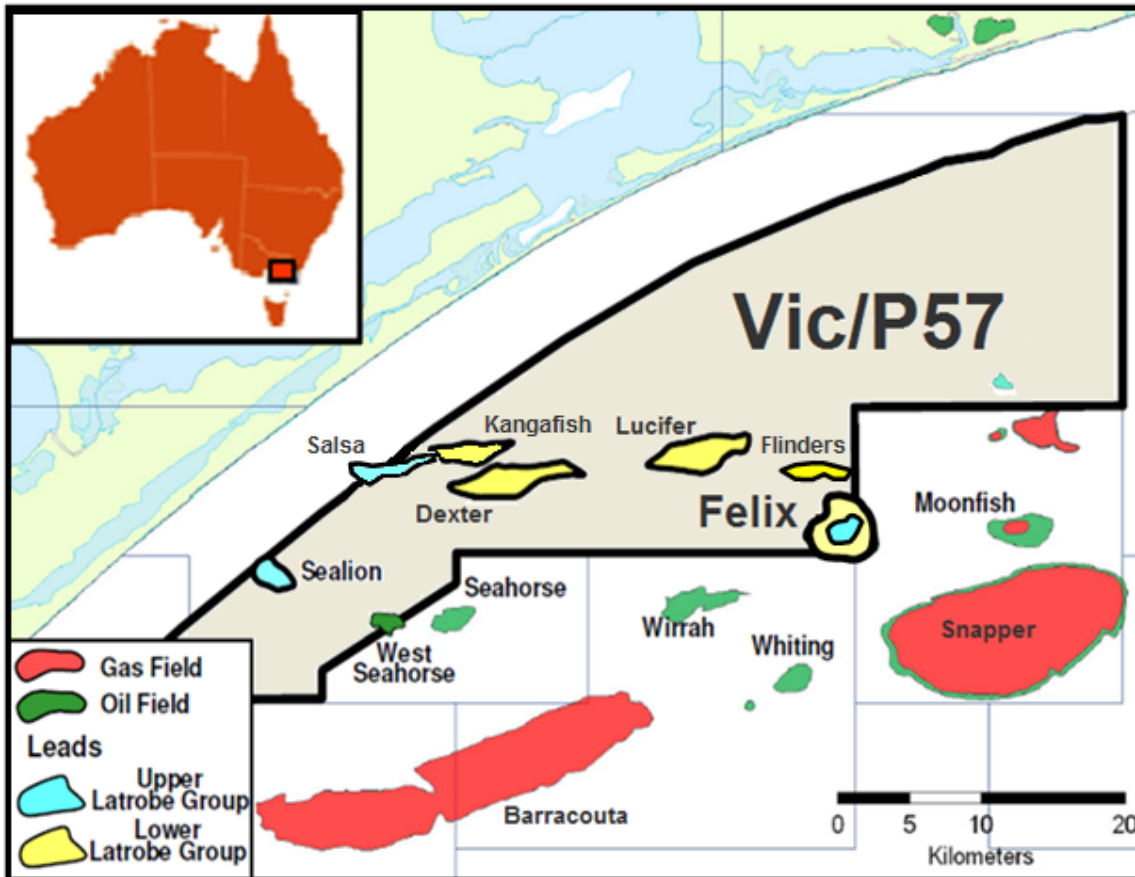 Vic/P57
Salsa
Kangafish
Lucifer
Flinders
Dexter
Felix
Moonfish
Sealion
Seahorse
West
Seahorse
Wirrah
Whiting
Snapper
Barracouta
Gas Field
Oil Field
Leads
Upper
Latrobe Group
Lower
Latrobe Group
0 5 10 20
Kilometers